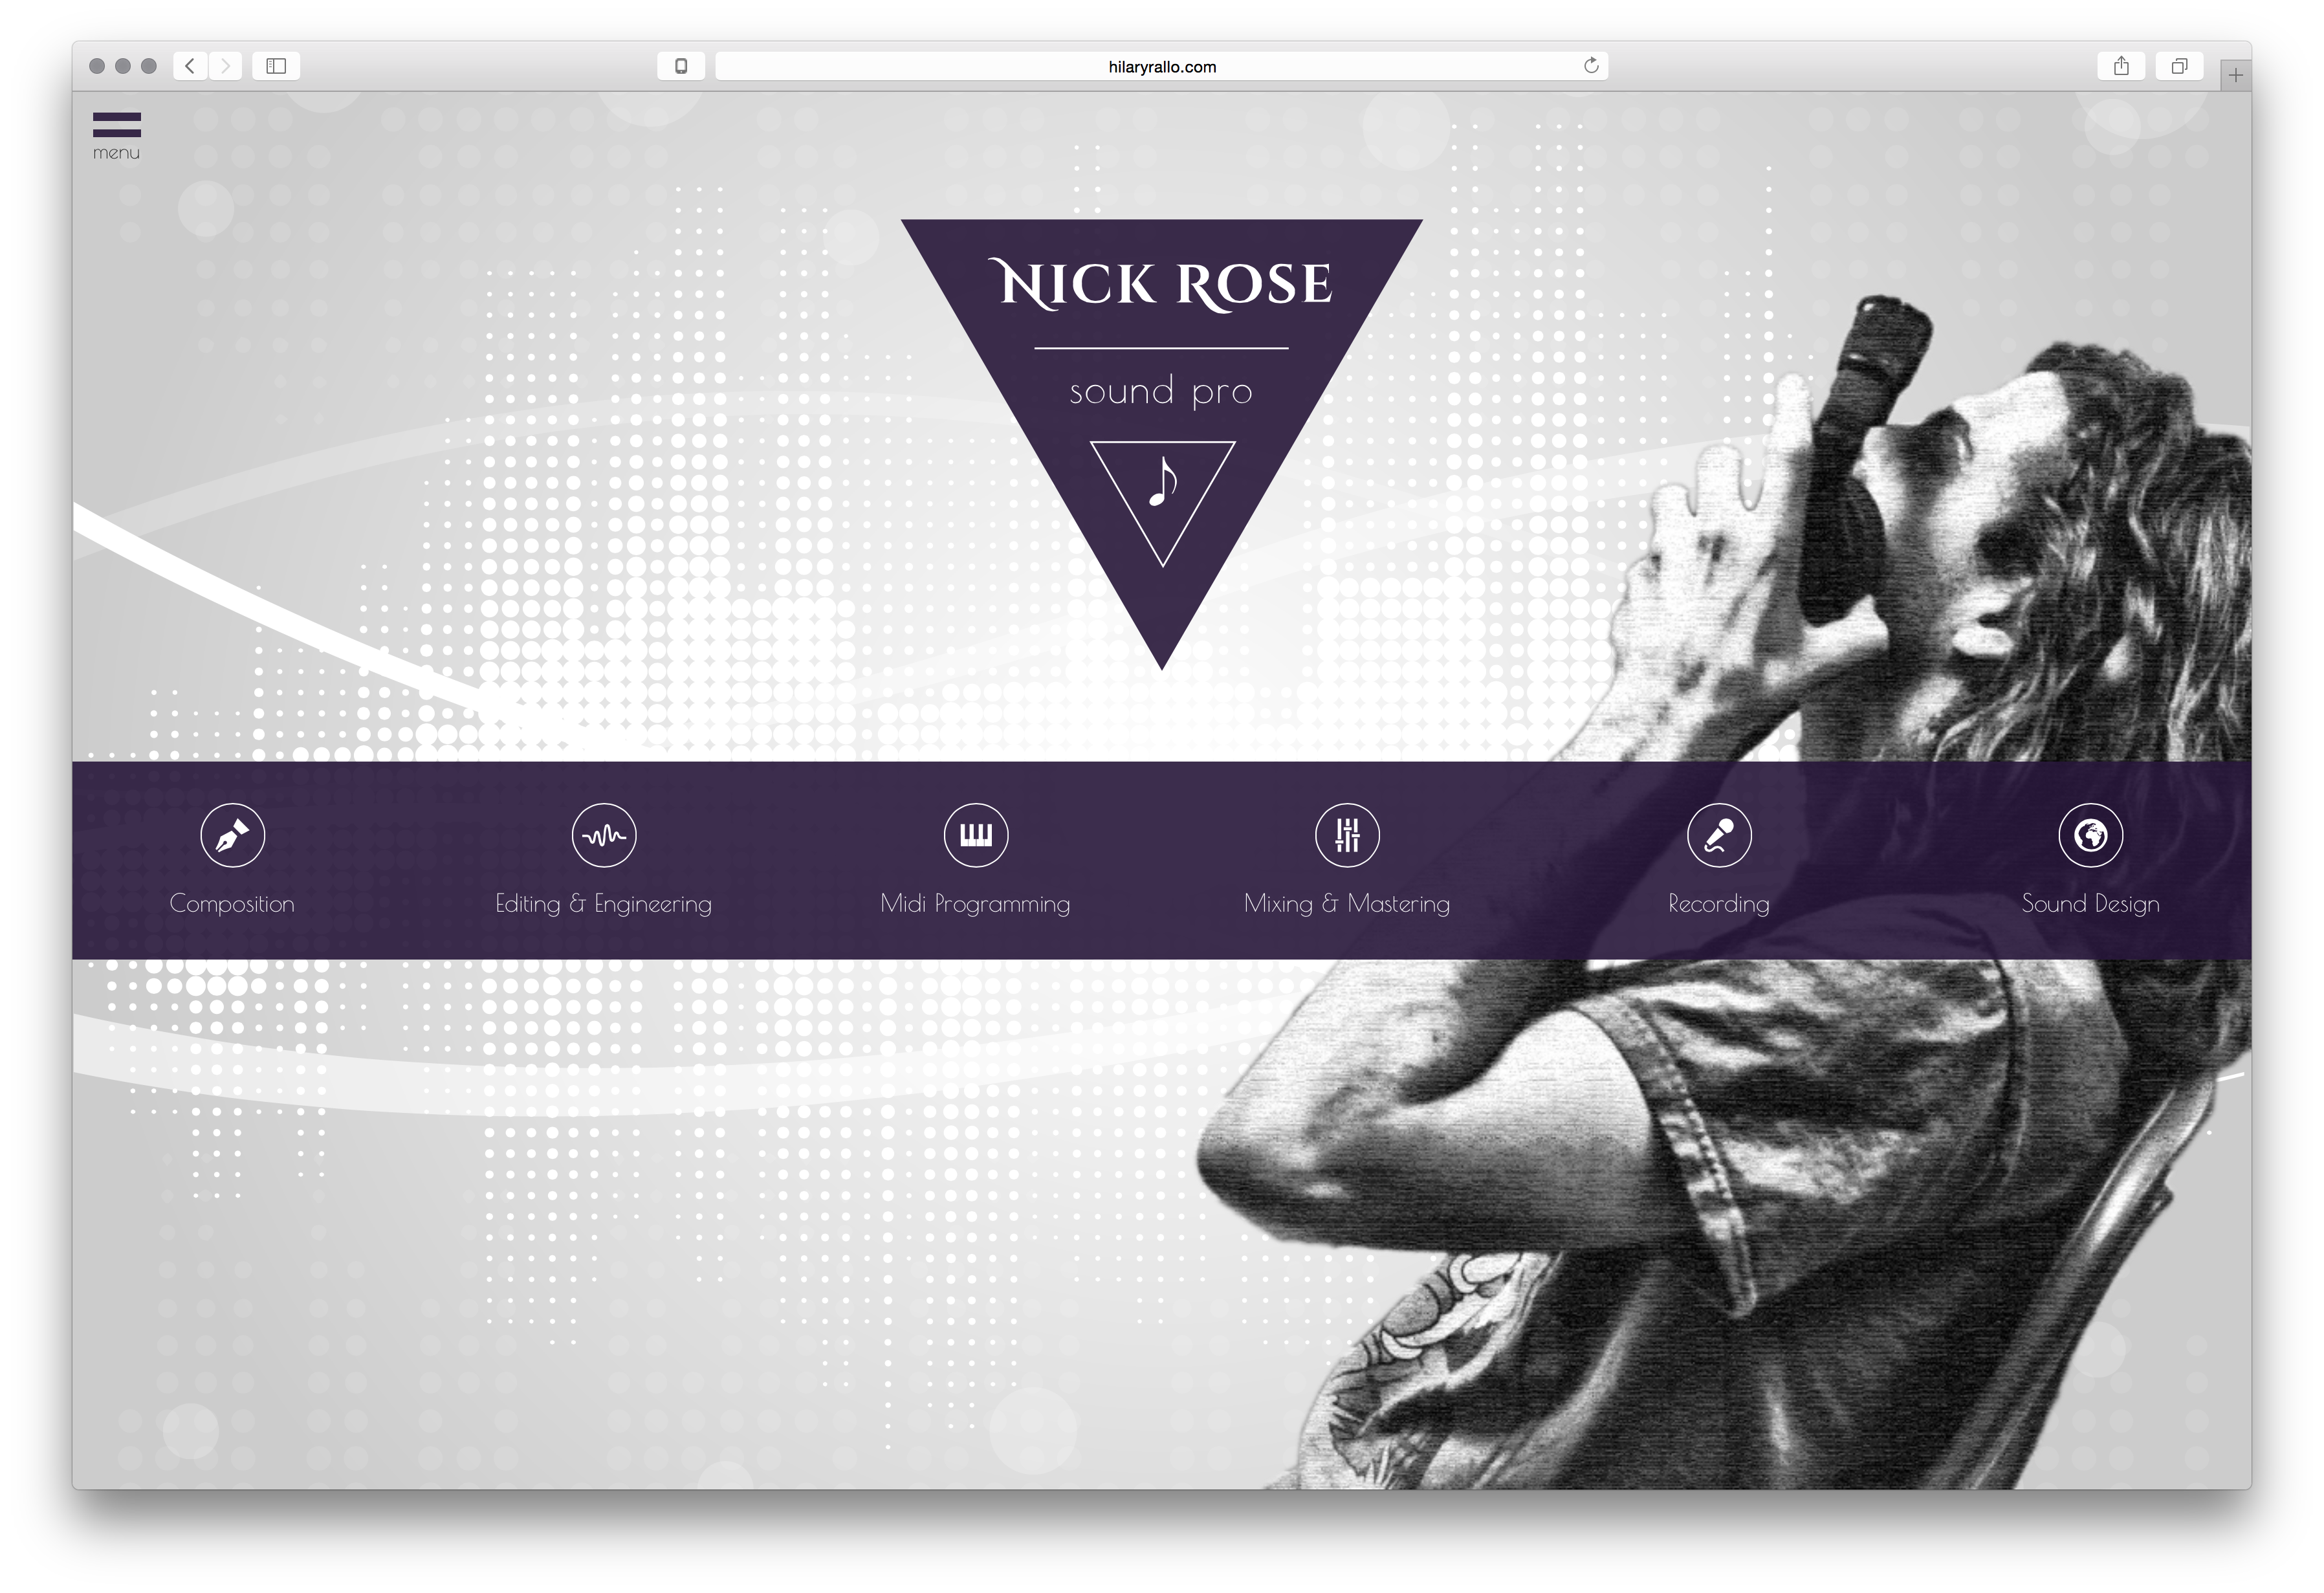 hilaryrallo.com
menu
NICK ROSE
sound pro
Composition
Editing & Engineering
Midi Programming
Mixing & Mastering
Recording
Sound Design